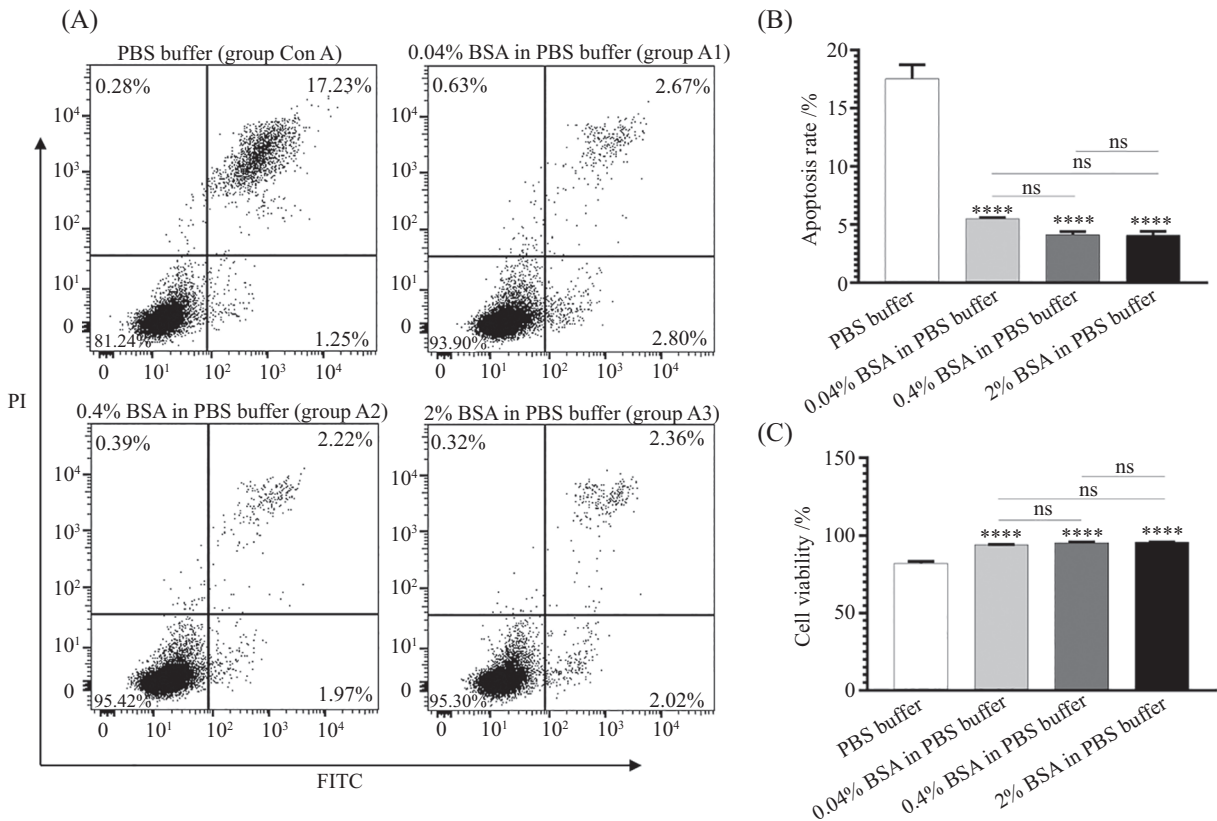 (A)
PBS buffer (group Con A)
0.28%
17.23%
10⁴
10³
10²
10¹
0
81.24%
1.25%
0
10¹
10²
10³
10⁴
0.04% BSA in PBS buffer (group A1)
0.63%
2.67%
10⁴
10³
10²
10¹
0
93.90%
2.80%
0
10¹
10²
10³
10⁴
PI
0.4% BSA in PBS buffer (group A2)
0.39%
2.22%
10⁴
10³
10²
10¹
0
95.42%
1.97%
0
10¹
10²
10³
10⁴
2% BSA in PBS buffer (group A3)
0.32%
2.36%
10⁴
10³
10²
10¹
0
95.30%
2.02%
0
10¹
10²
10³
10⁴
FITC
(B)
Apoptosis rate /%
20
15
10
5
0
ns
ns
ns
**** **** ****
PBS buffer
0.04% BSA in PBS buffer
0.4% BSA in PBS buffer
2% BSA in PBS buffer
(C)
Cell viability /%
150
100
50
0
ns
ns
ns
**** **** ****
PBS buffer
0.04% BSA in PBS buffer
0.4% BSA in PBS buffer
2% BSA in PBS buffer